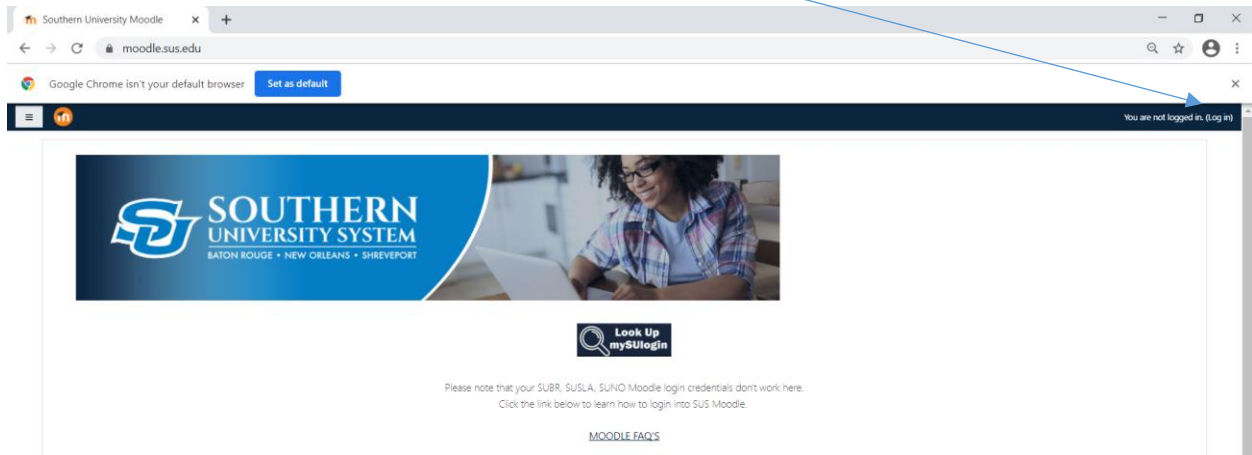 Southern University Moodle
moodle.sus.edu
Google Chrome isn't your default browser Set as default
You are not logged in. (Log in)
SU SOUTHERN
UNIVERSITY SYSTEM
BATON ROUGE • NEW ORLEANS • SHREVEPORT
Look Up
mySUlogin
Please note that your SUBR, SUSLA, SUNO Moodle login credentials don't work here.
Click the link below to learn how to login into SUS Moodle.
MOODLE FAQ'S